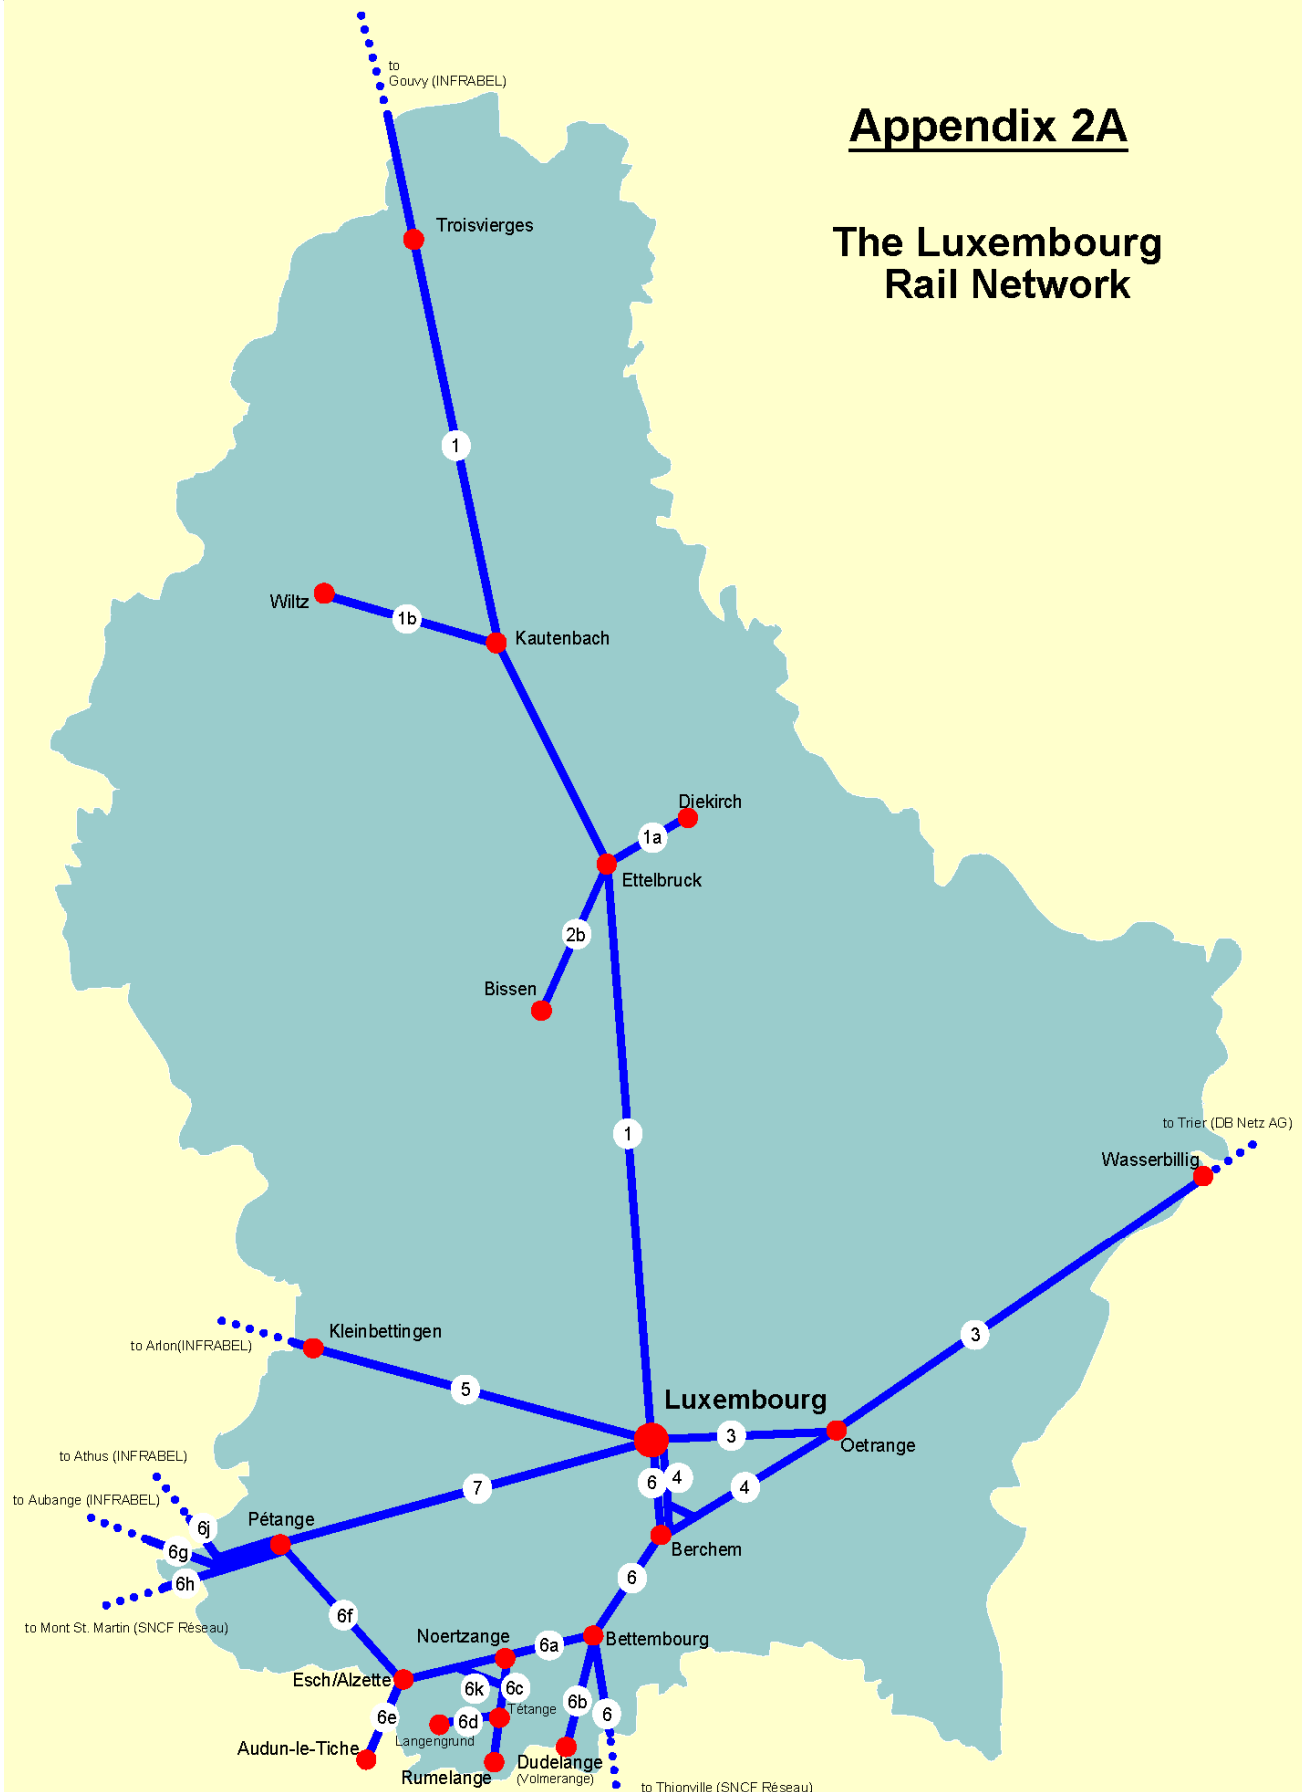 to
Gouvy (INFRABEL)
Appendix 2A
The Luxembourg
Rail Network
Troisvierges
1
Wiltz
1b
Kautenbach
Diekirch
1a
Ettelbruck
2b
Bissen
1
to Trier (DB Netz AG)
Wasserbillig
Kleinbettingen
to Arlon(INFRABEL)
3
5
Luxembourg
3
Oetrange
to Athus (INFRABEL)
6
4
4
7
to Aubange (INFRABEL)
Pétange
6j
6g
Berchem
6h
6
6f
to Mont St. Martin (SNCF Réseau)
Noertzange
6a
Bettembourg
Esch/Alzette
6k
6c
6b
6
6e
6d
Tétange
Langengrund
Audun-le-Tiche
Rumelange
Dudelange
(Volmerange)
to Thionville (SNCF Réseau)